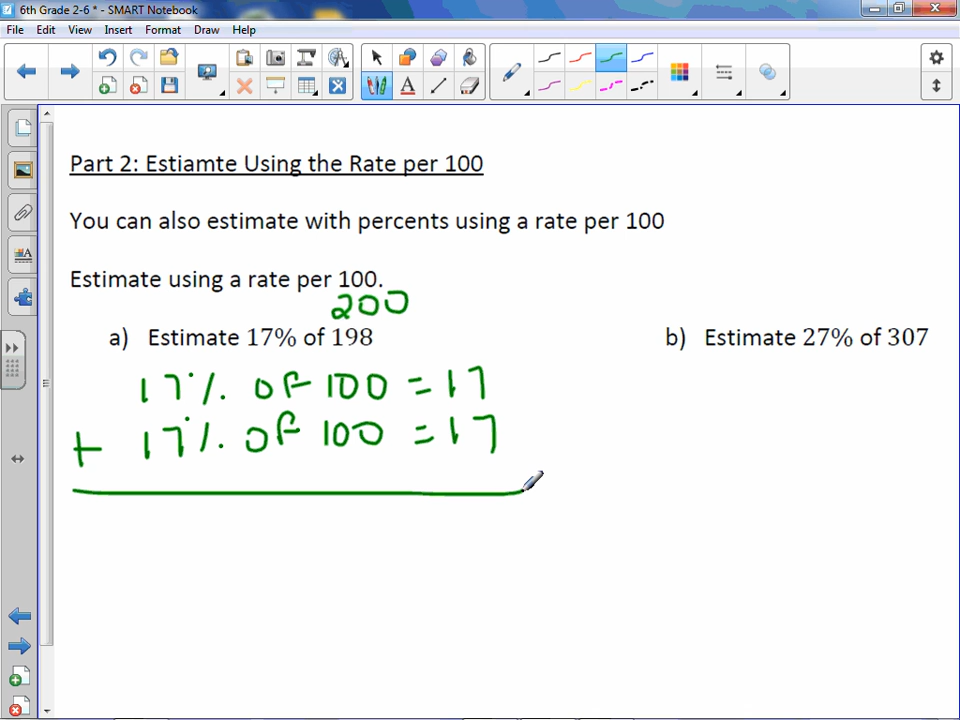 6th Grade 2-6 * - SMART Notebook
File Edit View Insert Format Draw Help
Part 2: Estiamte Using the Rate per 100
You can also estimate with percents using a rate per 100
Estimate using a rate per 100.
200
a) Estimate 17% of 198
b) Estimate 27% of 307
17% of 100 = 17
+ 17% of 100 = 17